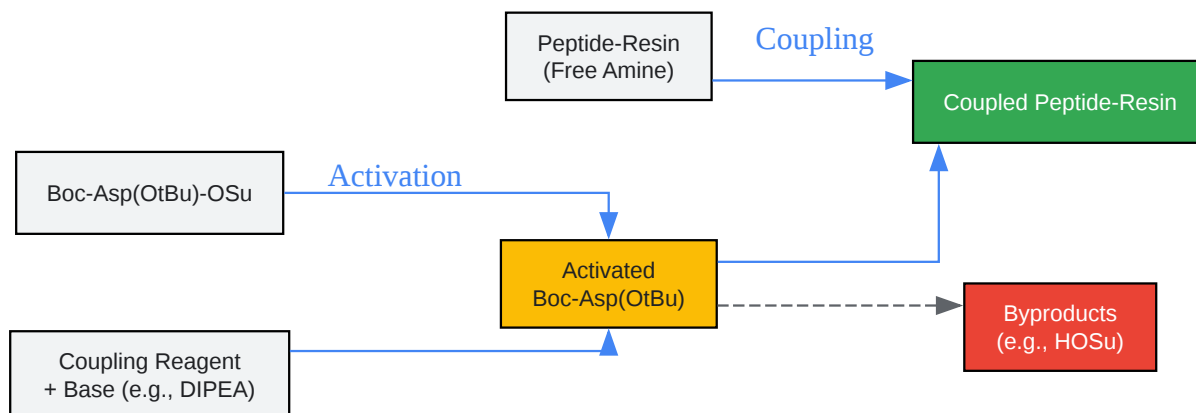 Peptide-Resin
(Free Amine)
Coupling
Coupled Peptide-Resin
Boc-Asp(OtBu)-OSu
Activation
Activated
Boc-Asp(OtBu)
Byproducts
(e.g., HOSu)
Coupling Reagent
+ Base (e.g., DIPEA)